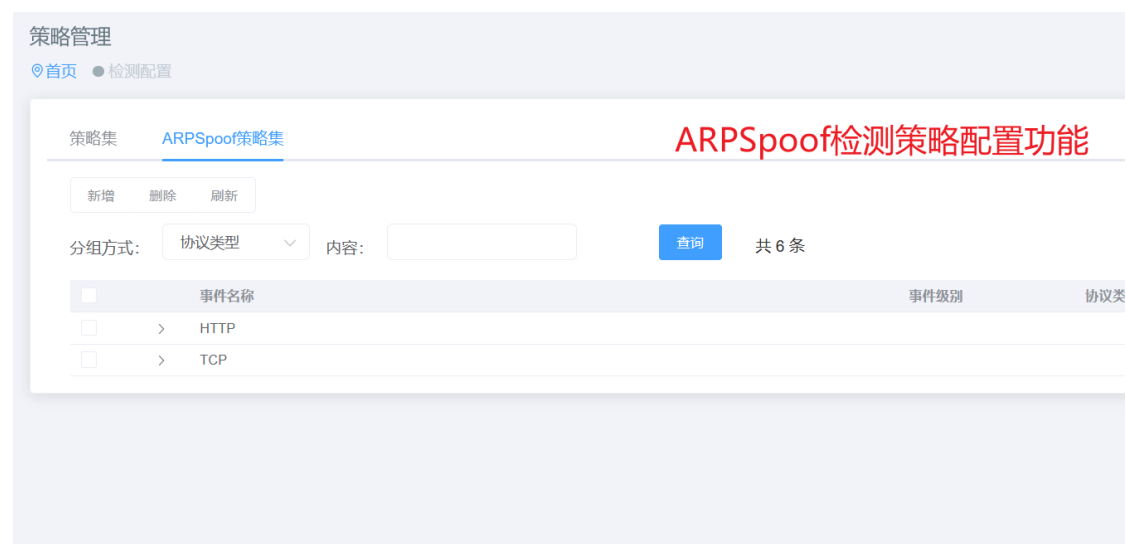 策略管理
首页 检测配置
策略集 ARPSpoof策略集 ARPSpoof检测策略配置功能
新增 删除 刷新
分组方式: 协议类型 内容: 查询 共 6 条
事件名称 事件级别 协议类
HTTP
TCP